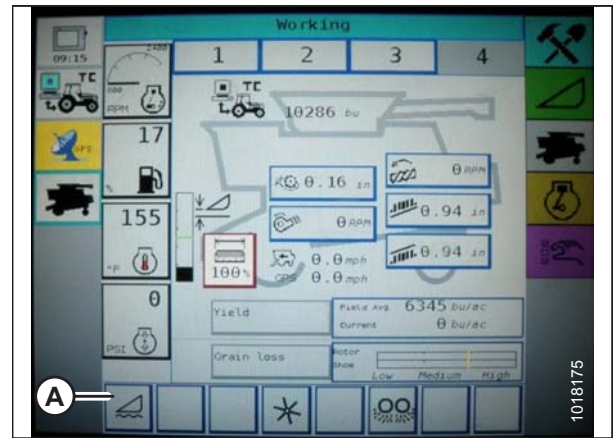 Working
09:15
1
2
3
4
2400
600
RPM
TC
TC
10286 bu
GPS
17
%
0.16 in
0 RPM
155
°F
0 RPM
0.94 in
100%
0.0 mph
GPS 0.0 mph
0.94 in
0
PSI
Yield
Field Avg. 6345 bu/ac
Current 0 bu/ac
Grain loss
Rotor
Shoe
Low Medium High
A
1018175